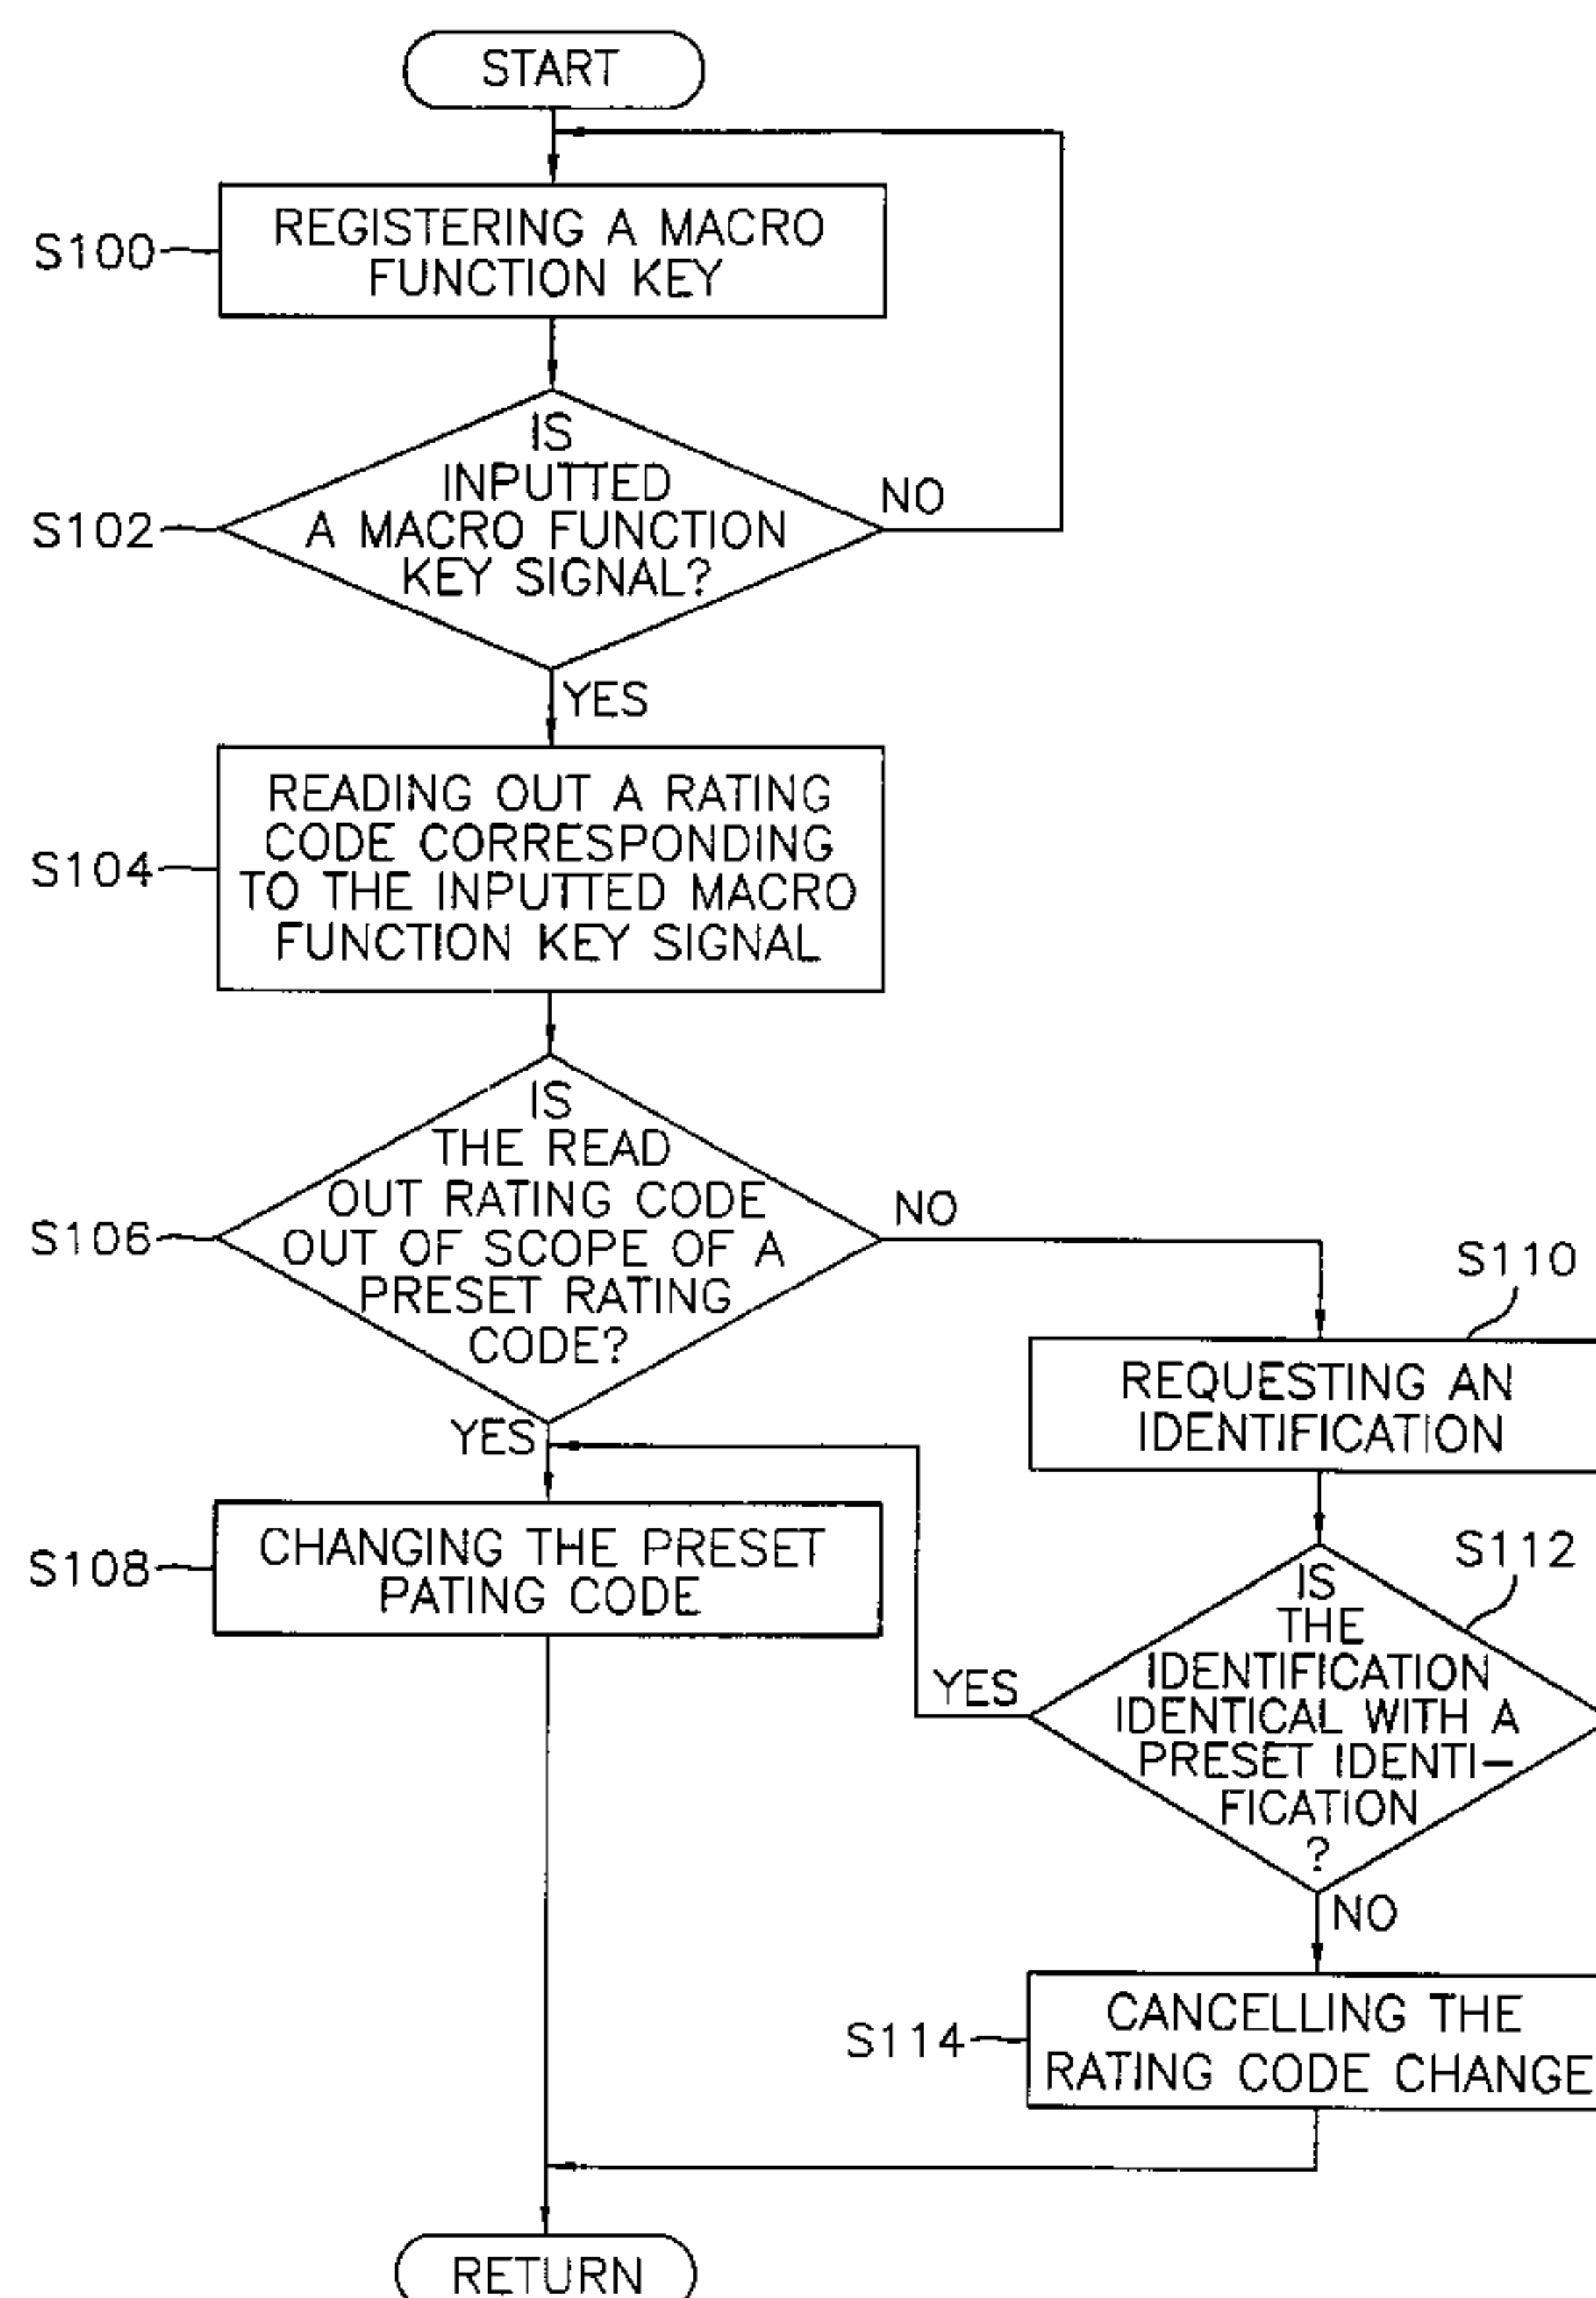 START
S100
REGISTERING A MACRO
FUNCTION KEY
S102
IS
INPUTTED
A MACRO FUNCTION
KEY SIGNAL?
NO
YES
S104
READING OUT A RATING
CODE CORRESPONDING
TO THE INPUTTED MACRO
FUNCTION KEY SIGNAL
S106
IS
THE READ
OUT RATING CODE
OUT OF SCOPE OF A
PRESET RATING
CODE?
NO
YES
S110
REQUESTING AN
IDENTIFICATION
S108
CHANGING THE PRESET
PATING CODE
S112
IS
THE
IDENTIFICATION
IDENTICAL WITH A
PRESET IDENTI-
FICATION
?
YES
NO
S114
CANCELLING THE
RATING CODE CHANGE
RETURN